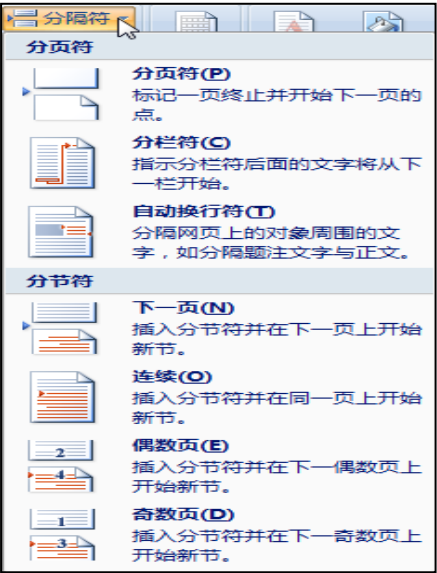 分隔符
分页符
分页符(P)
标记一页终止并开始下一页的
点。
分栏符(C)
指示分栏符后面的文字将从下
一栏开始。
自动换行符(T)
分隔网页上的对象周围的文
字，如分隔题注文字与正文。
分节符
下一页(N)
插入分节符并在下一页上开始
新节。
连续(O)
插入分节符并在同一页上开始
新节。
2
4
偶数页(E)
插入分节符并在下一偶数页上
开始新节。
1
3
奇数页(D)
插入分节符并在下一奇数页上
开始新节。